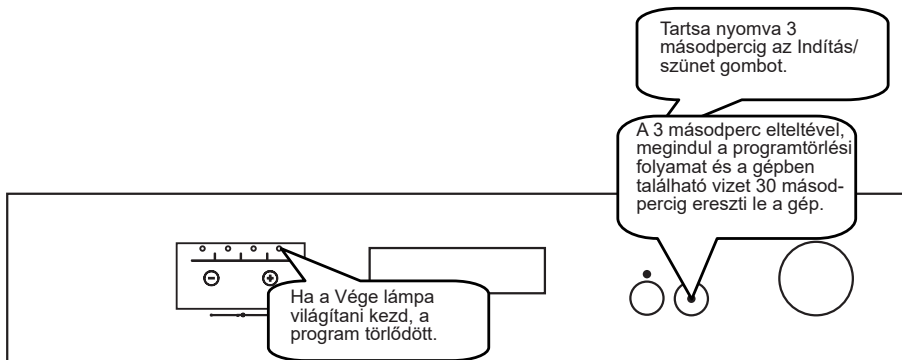 Tartsa nyomva 3
másodpercig az Indítás/
szünet gombot.
A 3 másodperc elteltével,
megindul a programtörlési
folyamat és a gépben
található vizet 30 másod-
percig ereszti le a gép.
Ha a Vége lámpa
világítani kezd, a
program törlődött.